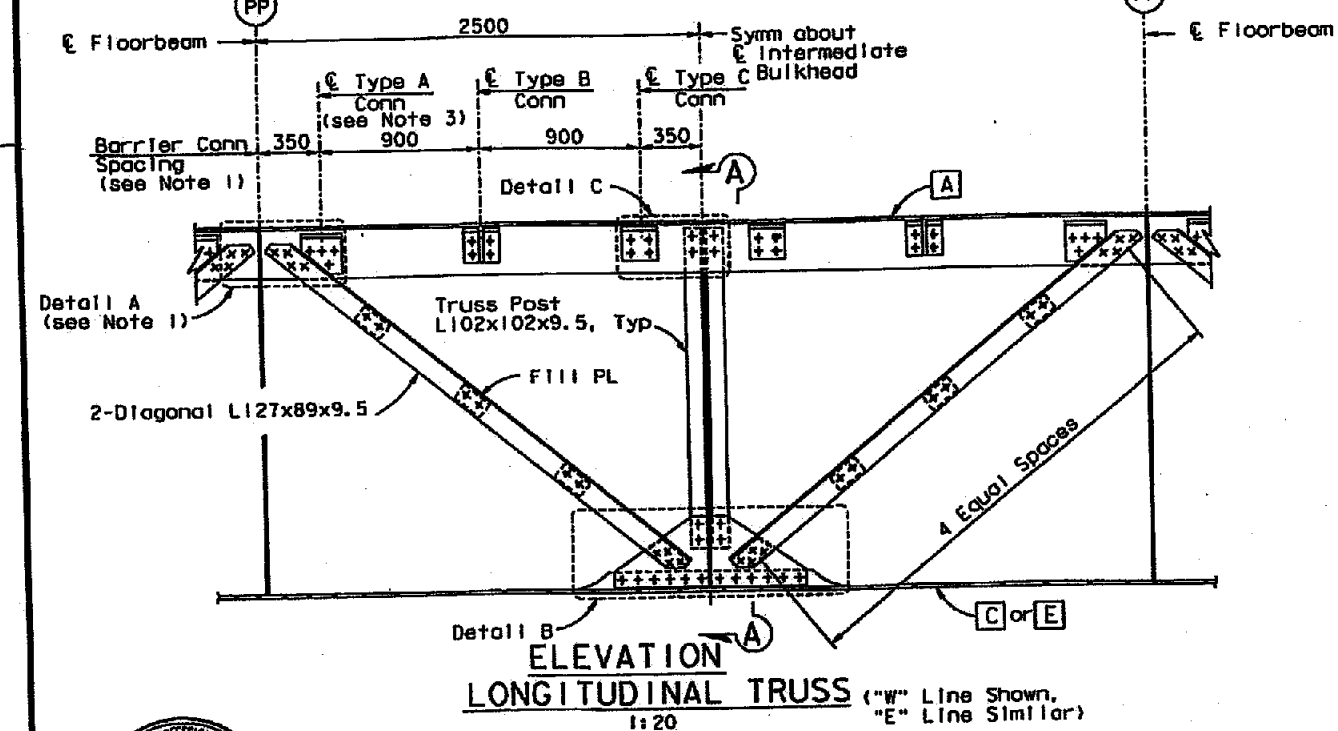 PP
2500
℄ Floorbeam
Symm about
℄ Intermediate
Bulkhead
℄ Floorbeam
℄ Type A
Conn
(see Note 3)
℄ Type B
Conn
℄ Type C
Conn
Barrier Conn
Spacing
(see Note 1)
350
900
900
350
A
Detail C
A
Detail A
(see Note 1)
Truss Post
L102x102x9.5, Typ
Fill PL
2-Diagonal L127x89x9.5
4 Equal Spaces
C or E
Detail B
A
ELEVATION
LONGITUDINAL TRUSS
("W" Line Shown,
"E" Line Similar)
1:20